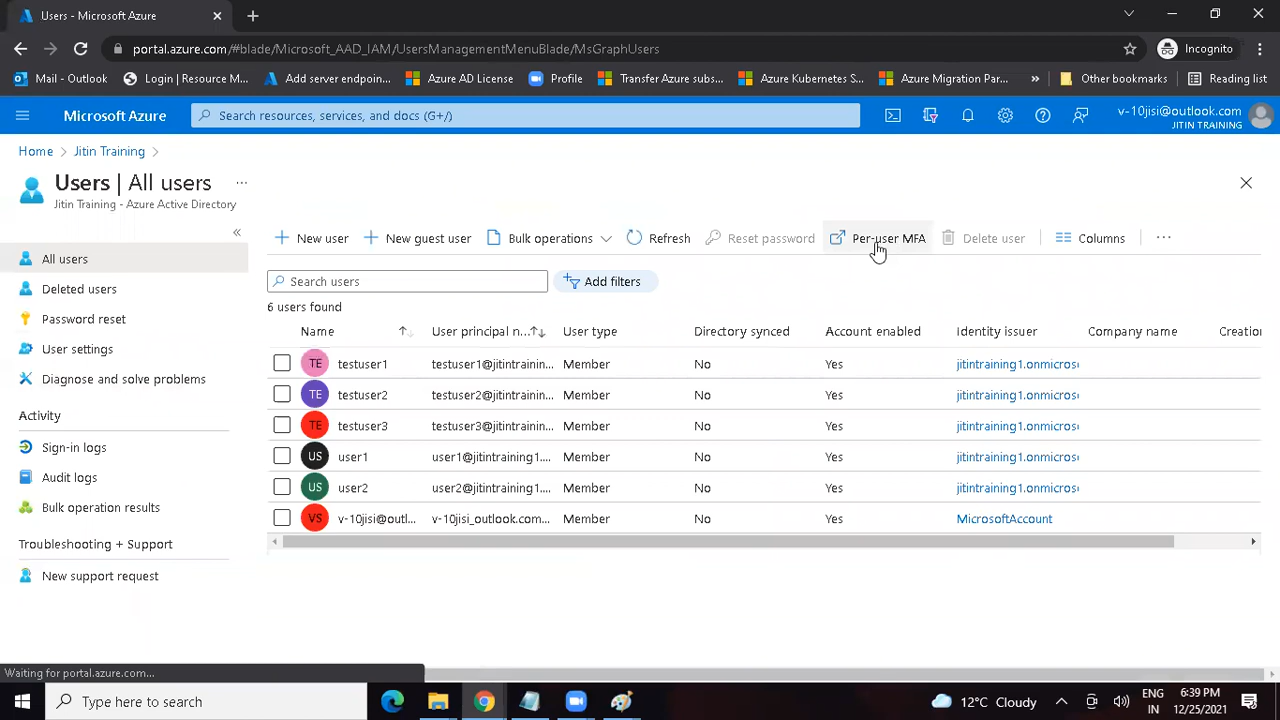 Users - Microsoft Azure
portal.azure.com/#blade/Microsoft_AAD_IAM/UsersManagementMenuBlade/MsGraphUsers
Incognito
Mail - Outlook
Login | Resource M...
Add server endpoin...
Azure AD License
Profile
Transfer Azure subs...
Azure Kubernetes S...
Azure Migration Par...
»
Other bookmarks
Reading list
Microsoft Azure
Search resources, services, and docs (G+/)
v-10jisi@outlook.com
JITIN TRAINING
Home > Jitin Training >
Users | All users ...
Jitin Training - Azure Active Directory
«
New user
New guest user
Bulk operations
Refresh
Reset password
Per-user MFA
Delete user
Columns
...
All users
Deleted users
Password reset
User settings
Diagnose and solve problems
Activity
Sign-in logs
Audit logs
Bulk operation results
Troubleshooting + Support
New support request
Search users
Add filters
6 users found
Name User principal n... User type Directory synced Account enabled Identity issuer Company name Creation
TE testuser1 testuser1@jitintrainin... Member No Yes jitintraining1.onmicros
TE testuser2 testuser2@jitintrainin... Member No Yes jitintraining1.onmicros
TE testuser3 testuser3@jitintrainin... Member No Yes jitintraining1.onmicros
US user1 user1@jitintraining1.... Member No Yes jitintraining1.onmicros
US user2 user2@jitintraining1.... Member No Yes jitintraining1.onmicros
VS v-10jisi@outl... v-10jisi_outlook.com... Member No Yes MicrosoftAccount
Waiting for portal.azure.com...
Type here to search
12°C Cloudy
ENG
IN
6:39 PM
12/25/2021